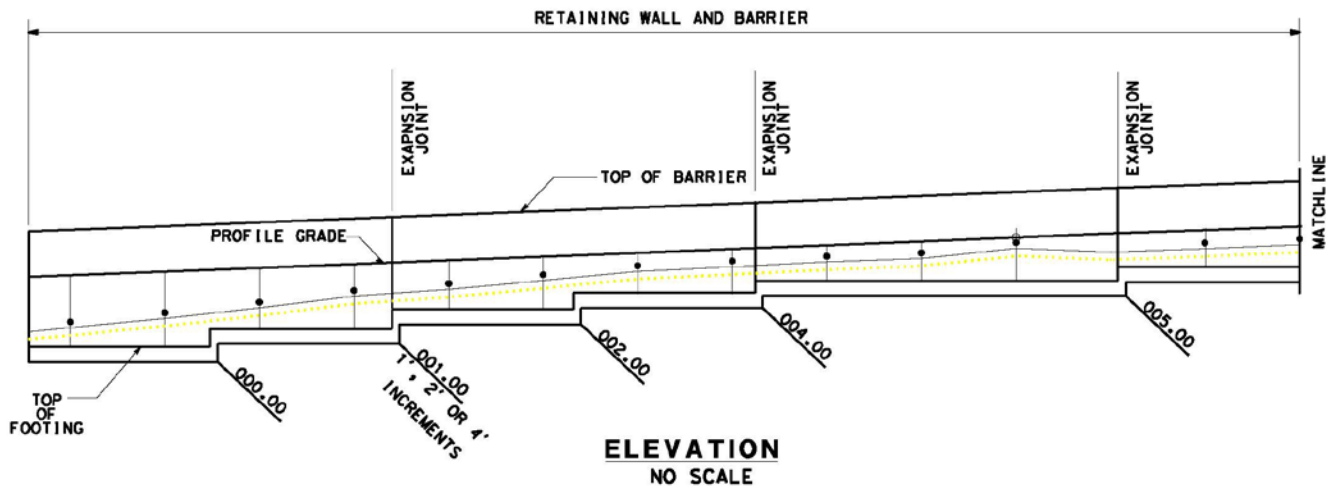 RETAINING WALL AND BARRIER
EXAPNSION
JOINT
EXAPNSION
JOINT
EXAPNSION
JOINT
MATCHLINE
TOP OF BARRIER
PROFILE GRADE
TOP
OF
FOOTING
000.00
001.00
1', 2' OR 4'
INCREMENTS
002.00
004.00
005.00
ELEVATION
NO SCALE